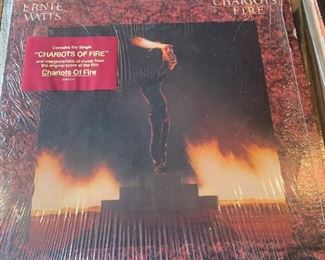 ERNIE
WATTS
CHARIOTS
FIRE
Contains The Single
"CHARIOTS OF FIRE"
and interpretations of music from
the original score of the film
Chariots Of Fire